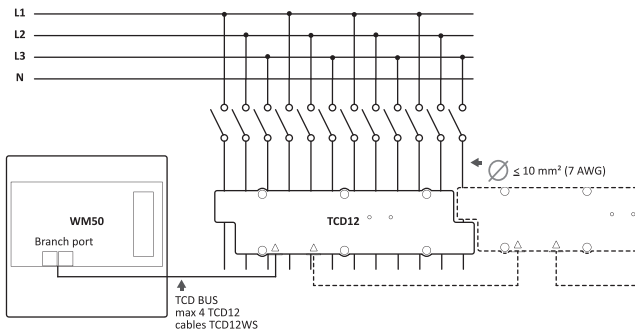 L1
L2
L3
N
≤ 10 mm² (7 AWG)
WM50
TCD12
Branch port
TCD BUS
max 4 TCD12
cables TCD12WS